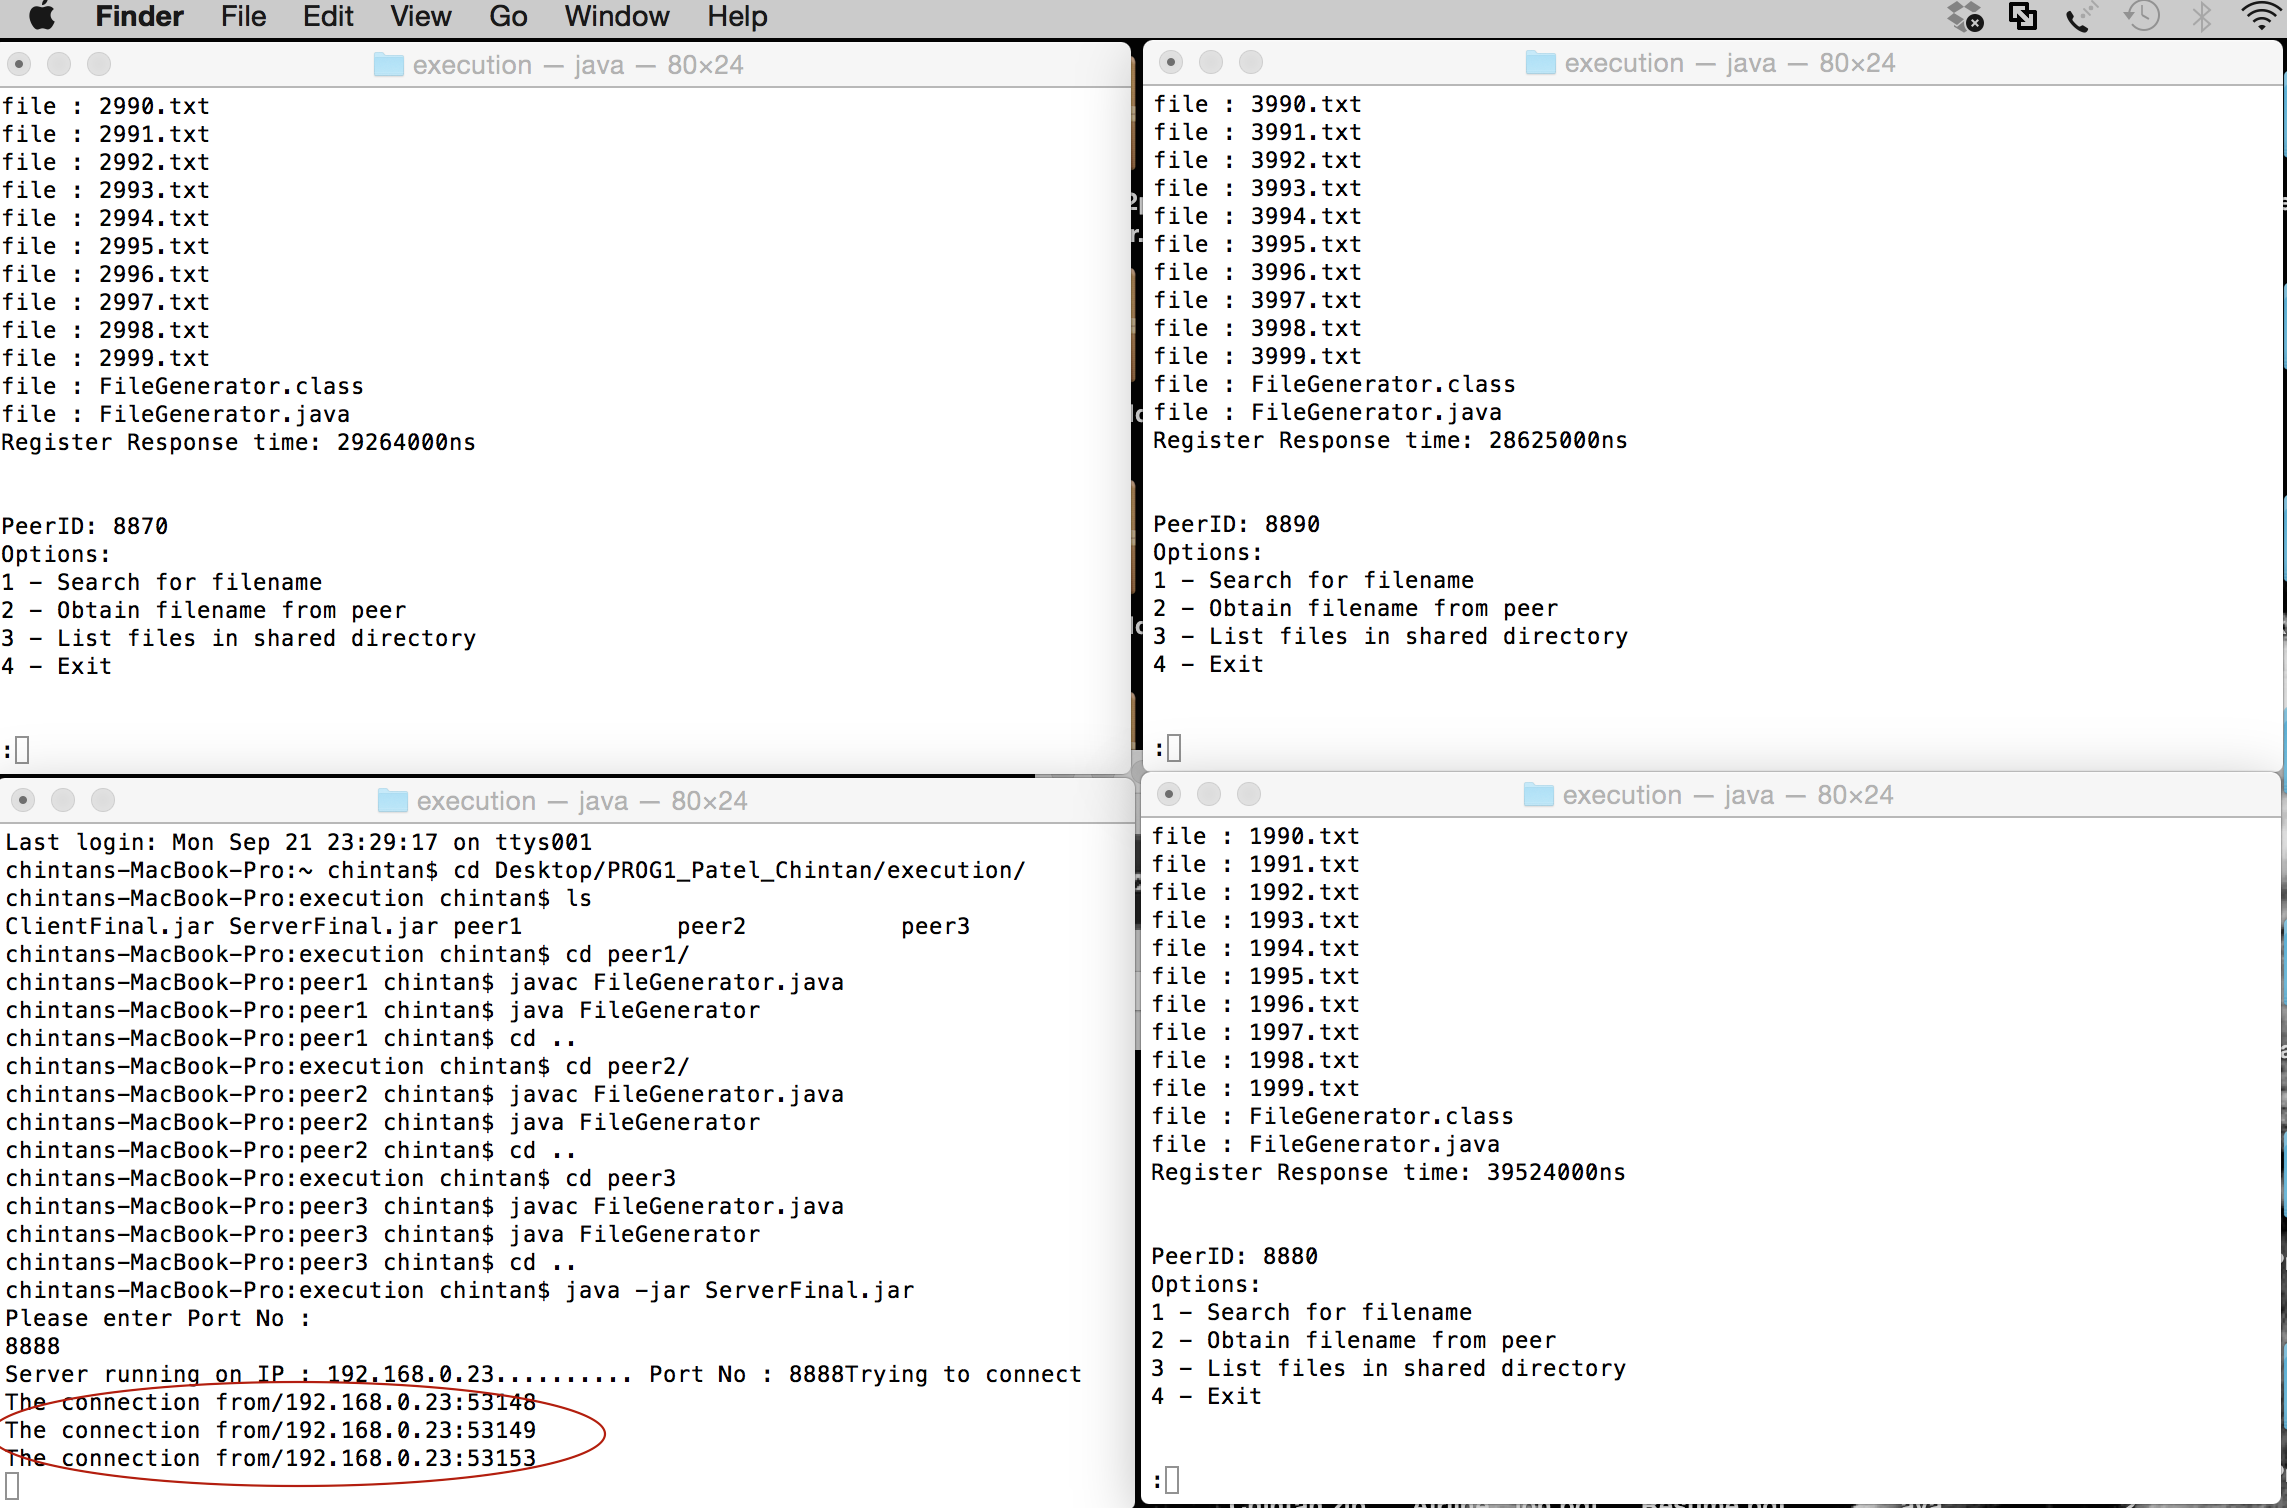 Finder File Edit View Go Window Help
execution — java — 80×24
file : 2990.txt
file : 2991.txt
file : 2992.txt
file : 2993.txt
file : 2994.txt
file : 2995.txt
file : 2996.txt
file : 2997.txt
file : 2998.txt
file : 2999.txt
file : FileGenerator.class
file : FileGenerator.java
Register Response time: 29264000ns
PeerID: 8870
Options:
1 - Search for filename
2 - Obtain filename from peer
3 - List files in shared directory
4 - Exit
:
execution — java — 80×24
file : 3990.txt
file : 3991.txt
file : 3992.txt
file : 3993.txt
file : 3994.txt
file : 3995.txt
file : 3996.txt
file : 3997.txt
file : 3998.txt
file : 3999.txt
file : FileGenerator.class
file : FileGenerator.java
Register Response time: 28625000ns
PeerID: 8890
Options:
1 - Search for filename
2 - Obtain filename from peer
3 - List files in shared directory
4 - Exit
:
execution — java — 80×24
Last login: Mon Sep 21 23:29:17 on ttys001
chintans-MacBook-Pro:~ chintan$ cd Desktop/PROG1_Patel_Chintan/execution/
chintans-MacBook-Pro:execution chintan$ ls
ClientFinal.jar ServerFinal.jar peer1 peer2 peer3
chintans-MacBook-Pro:execution chintan$ cd peer1/
chintans-MacBook-Pro:peer1 chintan$ javac FileGenerator.java
chintans-MacBook-Pro:peer1 chintan$ java FileGenerator
chintans-MacBook-Pro:peer1 chintan$ cd ..
chintans-MacBook-Pro:execution chintan$ cd peer2/
chintans-MacBook-Pro:peer2 chintan$ javac FileGenerator.java
chintans-MacBook-Pro:peer2 chintan$ java FileGenerator
chintans-MacBook-Pro:peer2 chintan$ cd ..
chintans-MacBook-Pro:execution chintan$ cd peer3
chintans-MacBook-Pro:peer3 chintan$ javac FileGenerator.java
chintans-MacBook-Pro:peer3 chintan$ java FileGenerator
chintans-MacBook-Pro:peer3 chintan$ cd ..
chintans-MacBook-Pro:execution chintan$ java -jar ServerFinal.jar
Please enter Port No :
8888
Server running on IP : 192.168.0.23.......... Port No : 8888Trying to connect
The connection from/192.168.0.23:53148
The connection from/192.168.0.23:53149
The connection from/192.168.0.23:53153
execution — java — 80×24
file : 1990.txt
file : 1991.txt
file : 1992.txt
file : 1993.txt
file : 1994.txt
file : 1995.txt
file : 1996.txt
file : 1997.txt
file : 1998.txt
file : 1999.txt
file : FileGenerator.class
file : FileGenerator.java
Register Response time: 39524000ns
PeerID: 8880
Options:
1 - Search for filename
2 - Obtain filename from peer
3 - List files in shared directory
4 - Exit
: